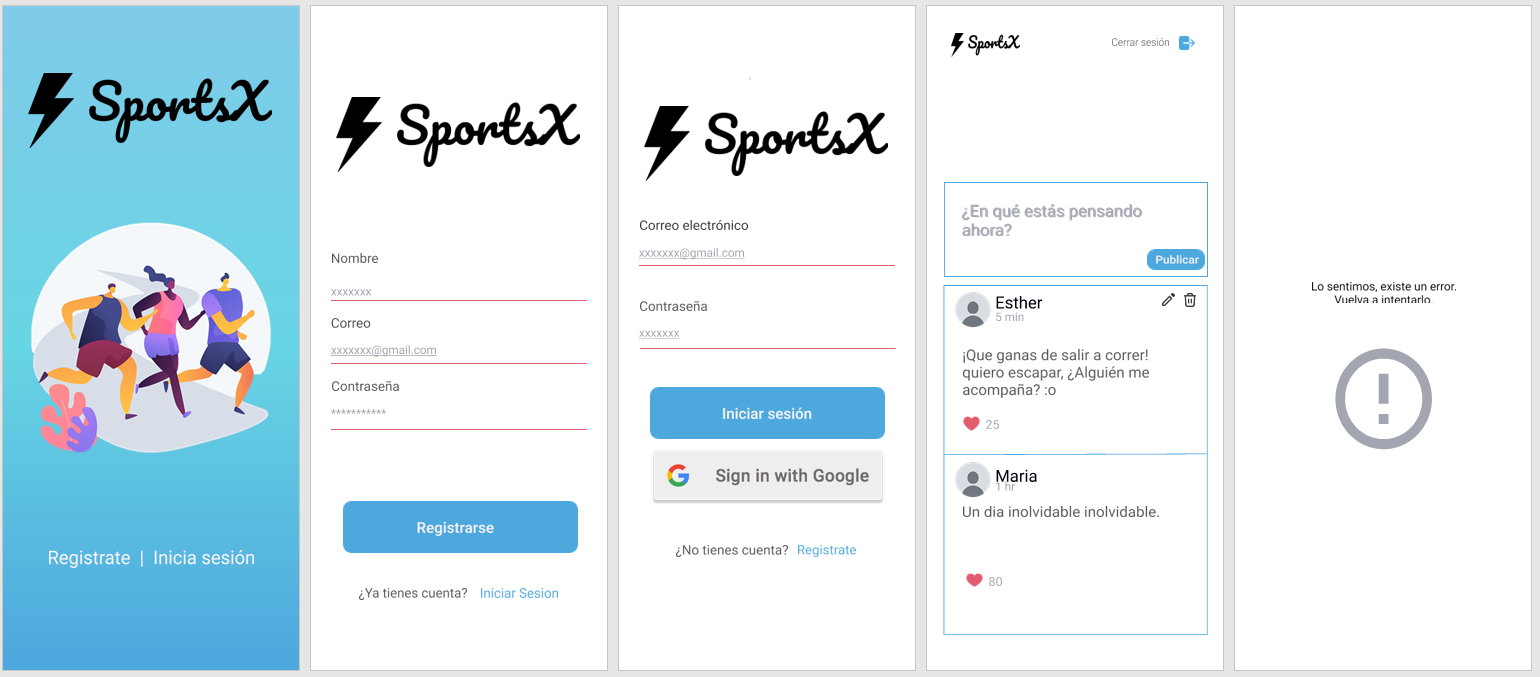 SportsX
Registrate | Inicia sesión
SportsX
Nombre
xxxxxxx
Correo
xxxxxxx@gmail.com
Contraseña
***********
Registrarse
¿Ya tienes cuenta? Iniciar Sesion
SportsX
Correo electrónico
xxxxxxx@gmail.com
Contraseña
xxxxxxx
Iniciar sesión
Sign in with Google
¿No tienes cuenta? Registrate
SportsX
Cerrar sesión
¿En qué estás pensando
ahora?
Publicar
Esther
5 min
¡Que ganas de salir a correr!
quiero escapar, ¿Alguién me
acompaña? :o
25
Maria
1 hr
Un dia inolvidable inolvidable.
80
Lo sentimos, existe un error.
Vuelva a intentarlo.